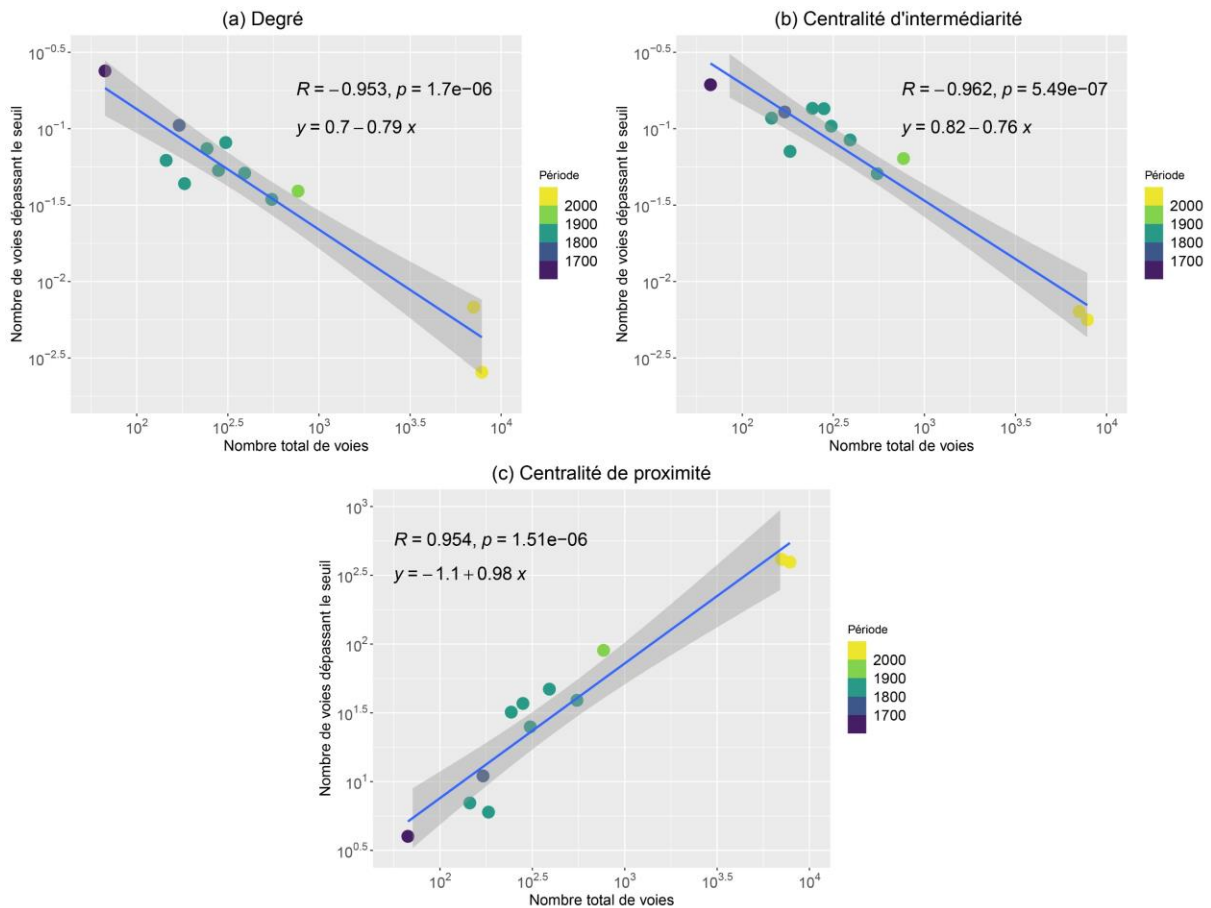 (a) Degré
10^-0.5
10^-1
10^-1.5
10^-2
10^-2.5
Nombre de voies dépassant le seuil
R = −0.953, p = 1.7e−06
y = 0.7 − 0.79 x
10^2
10^2.5
10^3
10^3.5
10^4
Nombre total de voies
Période
2000
1900
1800
1700
(b) Centralité d'intermédiarité
10^-0.5
10^-1
10^-1.5
10^-2
10^-2.5
Nombre de voies dépassant le seuil
R = −0.962, p = 5.49e−07
y = 0.82 − 0.76 x
10^2
10^2.5
10^3
10^3.5
10^4
Nombre total de voies
Période
2000
1900
1800
1700
(c) Centralité de proximité
10^3
10^2.5
10^2
10^1.5
10^1
10^0.5
Nombre de voies dépassant le seuil
R = 0.954, p = 1.51e−06
y = −1.1 + 0.98 x
10^2
10^2.5
10^3
10^3.5
10^4
Nombre total de voies
Période
2000
1900
1800
1700